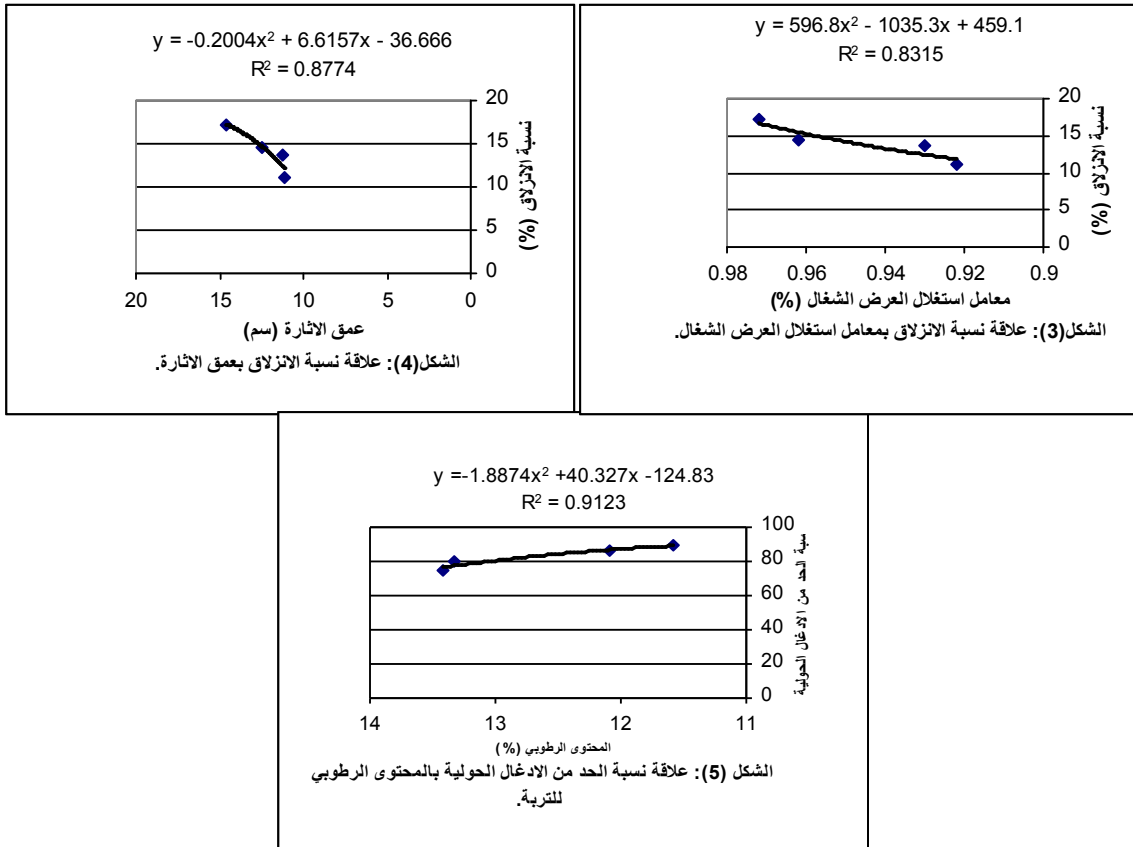 y = 596.8x² - 1035.3x + 459.1
R² = 0.8315
20
15
10
5
0
نسبة الانزلاق (%)
0.98 0.96 0.94 0.92 0.9
معامل استغلال العرض الشغال (%)
الشكل(3): علاقة نسبة الانزلاق بمعامل استغلال العرض الشغال.
y = -0.2004x² + 6.6157x - 36.666
R² = 0.8774
20
15
10
5
0
نسبة الانزلاق (%)
20 15 10 5 0
عمق الاثارة (سم)
الشكل(4): علاقة نسبة الانزلاق بعمق الاثارة.
y =-1.8874x² +40.327x -124.83
R² = 0.9123
100
80
60
40
20
0
سبة الحد من الادغال الحولية
14 13 12 11
المحتوى الرطوبي (%)
الشكل (5): علاقة نسبة الحد من الادغال الحولية بالمحتوى الرطوبي
للتربة.